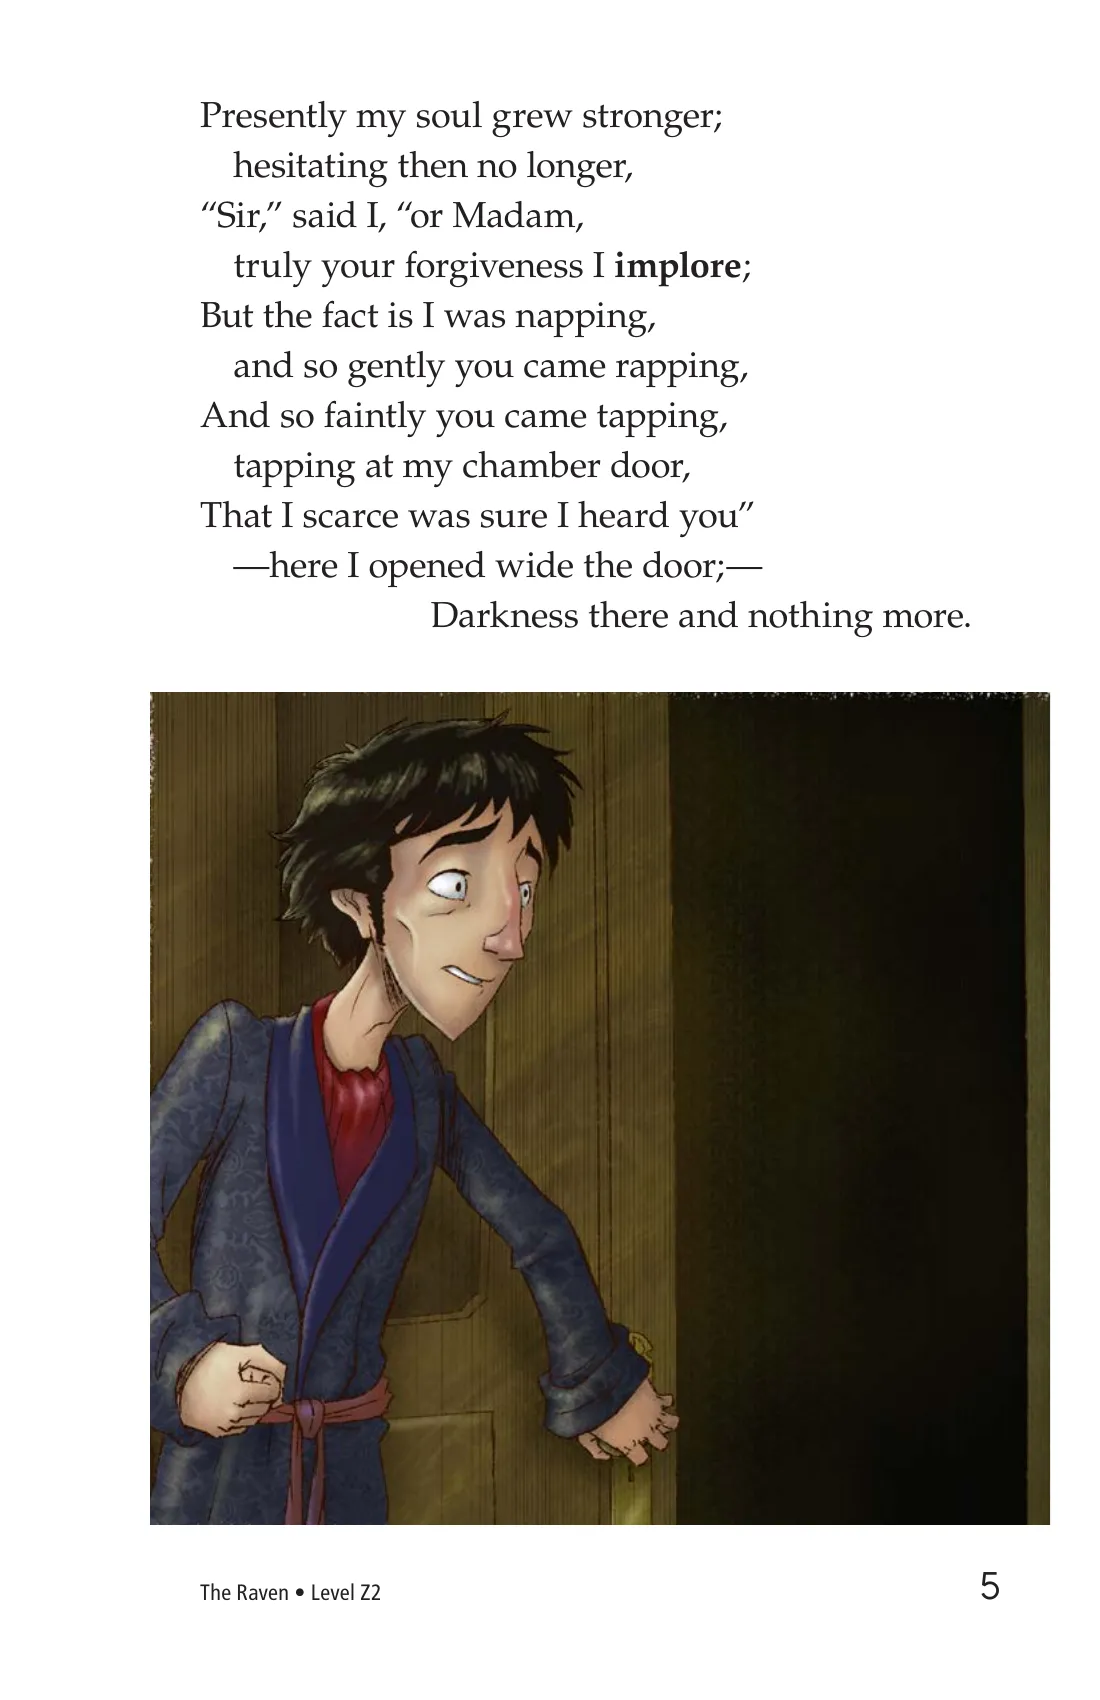 Presently my soul grew stronger;
hesitating then no longer,
“Sir,” said I, “or Madam,
truly your forgiveness I implore;
But the fact is I was napping,
and so gently you came rapping,
And so faintly you came tapping,
tapping at my chamber door,
That I scarce was sure I heard you”
—here I opened wide the door;—
Darkness there and nothing more.
The Raven • Level Z2
5